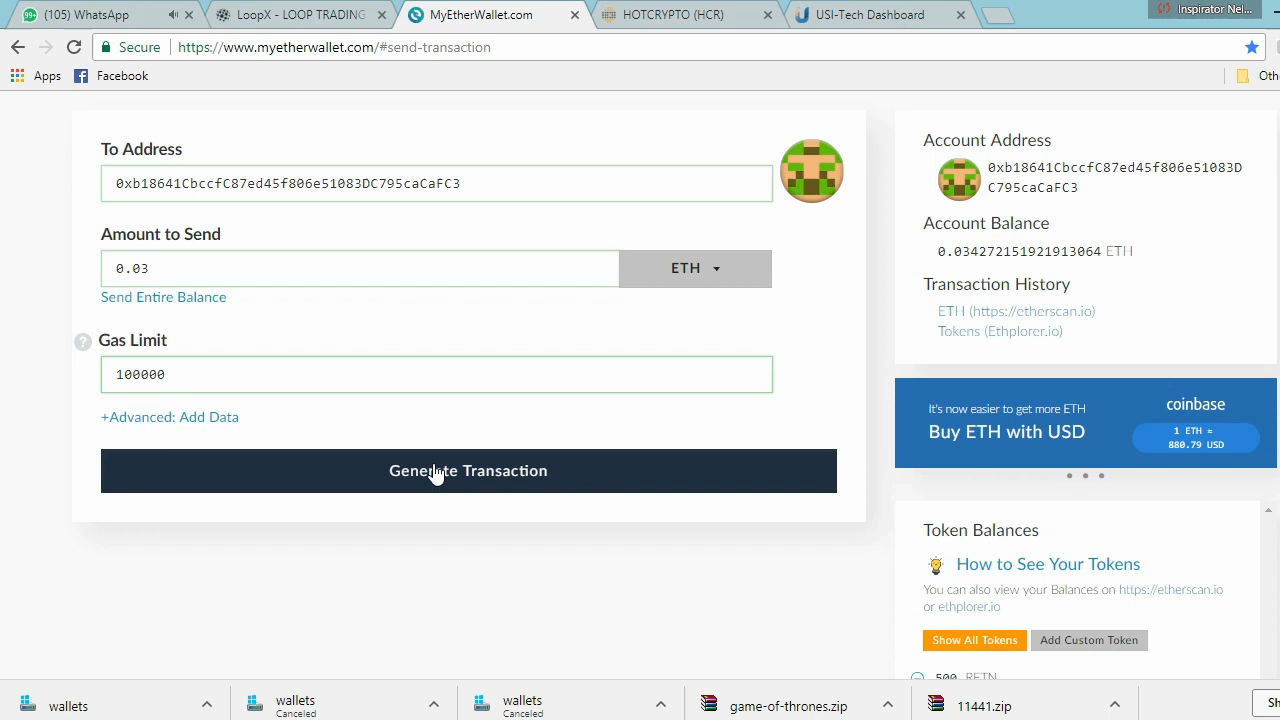 (105) WhatsApp
LoopX - LOOP TRADING
MyEtherWallet.com
HOTCRYPTO (HCR)
USI-Tech Dashboard
Inspirator Nel...
Secure
https://www.myetherwallet.com/#send-transaction
Apps
Facebook
Oth
To Address
0xb18641CbccfC87ed45f806e51083DC795caCaFC3
Amount to Send
0.03
ETH
Send Entire Balance
? Gas Limit
100000
+Advanced: Add Data
Generate Transaction
Account Address
0xb18641CbccfC87ed45f806e51083D
C795caCaFC3
Account Balance
0.034272151921913064 ETH
Transaction History
ETH (https://etherscan.io)
Tokens (Ethplorer.io)
It's now easier to get more ETH
Buy ETH with USD
coinbase
1 ETH ≈
880.79 USD
Token Balances
How to See Your Tokens
You can also view your Balances on https://etherscan.io
or ethplorer.io
Show All Tokens
Add Custom Token
500 RETN
wallets
wallets
Canceled
wallets
Canceled
game-of-thrones.zip
11441.zip
Sh